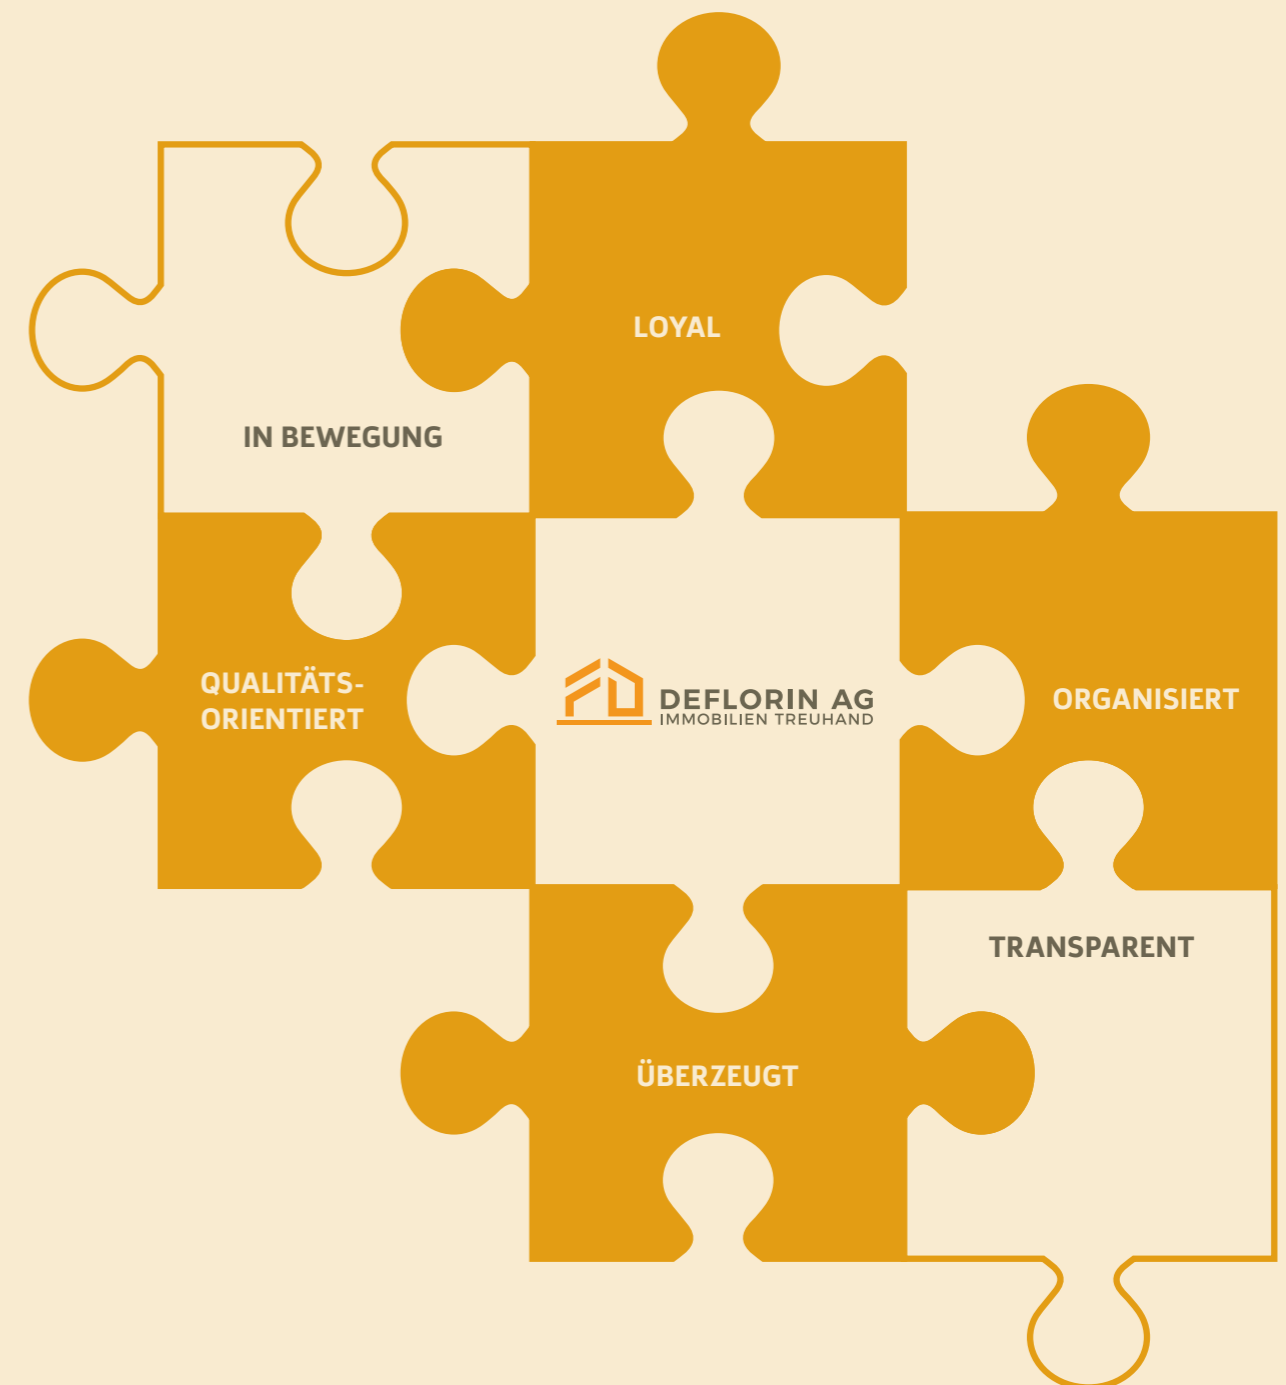 LOYAL
IN BEWEGUNG
QUALITÄTS-
ORIENTIERT
DEFLORIN AG
IMMOBILIEN TREUHAND
ORGANISIERT
TRANSPARENT
ÜBERZEUGT